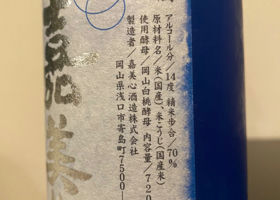 アルコール分/14度 精米歩合/70%
原材料名/米(国産)、米こうじ(国産米)
使用酵母/岡山白桃酵母 内容量/720
製造者/嘉美心酒造株式会社
岡山県浅口市寄島町7500―
嘉美